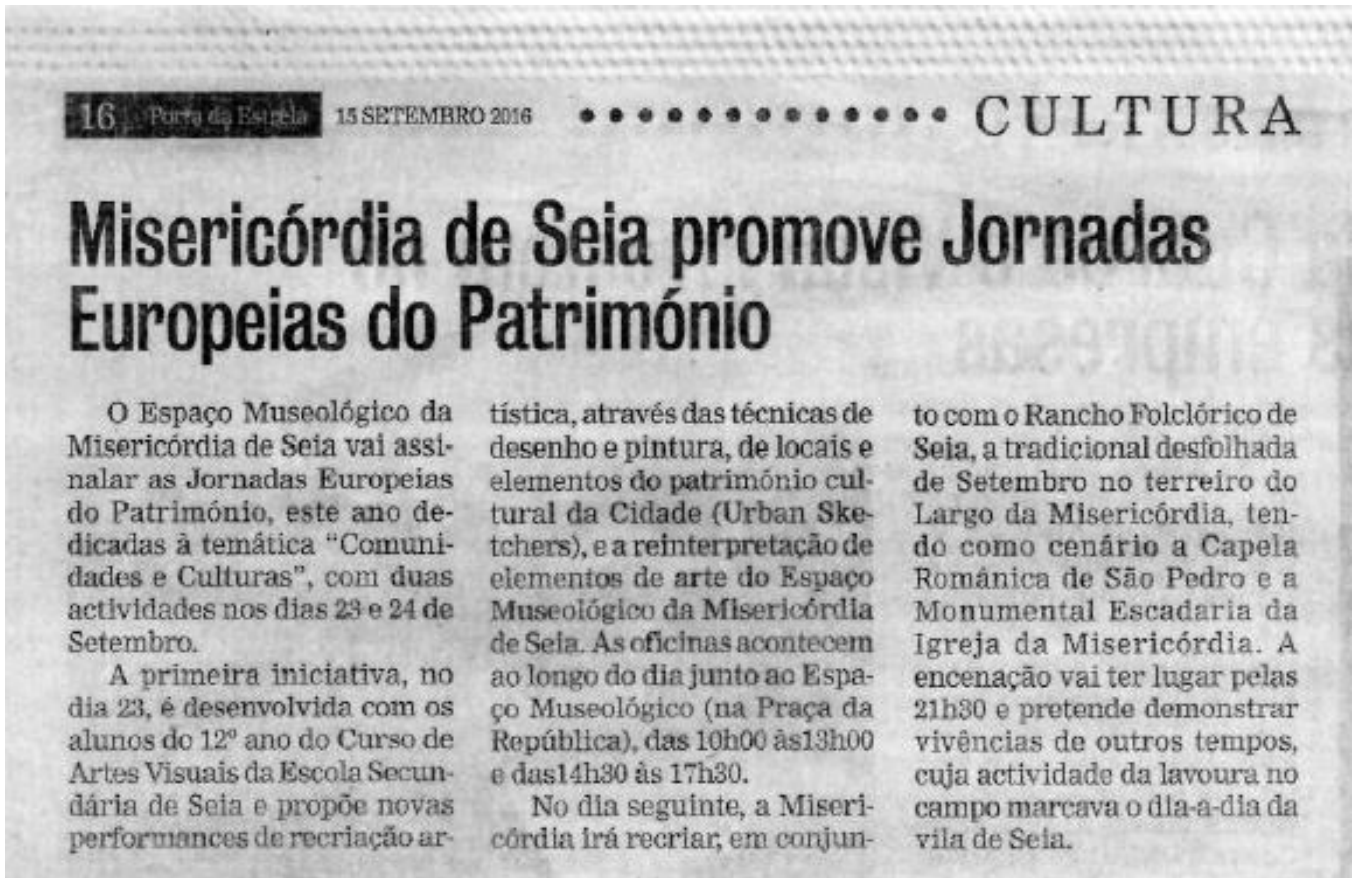 16 Porta da Estrela 15 SETEMBRO 2016 CULTURA
Misericórdia de Seia promove Jornadas
Europeias do Património
O Espaço Museológico da
Misericórdia de Seia vai assi-
nalar as Jornadas Europeias
do Património, este ano de-
dicadas à temática “Comuni-
dades e Culturas”, com duas
actividades nos dias 23 e 24 de
Setembro.
A primeira iniciativa, no
dia 23, é desenvolvida com os
alunos do 12º ano do Curso de
Artes Visuais da Escola Secun-
dária de Seia e propõe novas
performances de recriação ar-
tística, através das técnicas de
desenho e pintura, de locais e
elementos do património cul-
tural da Cidade (Urban Ske-
tchers), e a reinterpretação de
elementos de arte do Espaço
Museológico da Misericórdia
de Seia. As oficinas acontecem
ao longo do dia junto ao Espa-
ço Museológico (na Praça da
República), das 10h00 às13h00
e das14h30 às 17h30.
No dia seguinte, a Miseri-
córdia irá recriar, em conjun-
to com o Rancho Folclórico de
Seia, a tradicional desfolhada
de Setembro no terreiro do
Largo da Misericórdia, ten-
do como cenário a Capela
Românica de São Pedro e a
Monumental Escadaria da
Igreja da Misericórdia. A
encenação vai ter lugar pelas
21h30 e pretende demonstrar
vivências de outros tempos,
cuja actividade da lavoura no
campo marcava o dia-a-dia da
vila de Seia.